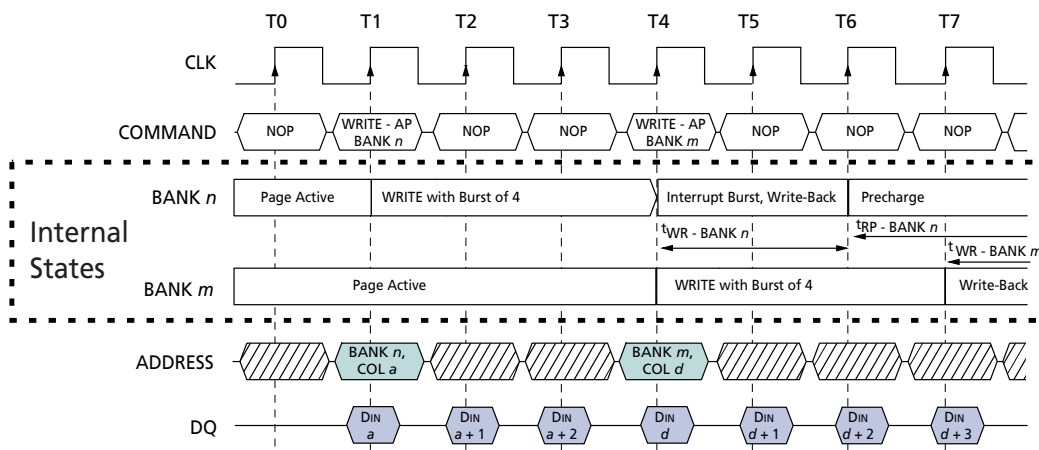 T0 T1 T2 T3 T4 T5 T6 T7
CLK
COMMAND NOP WRITE - AP BANK n NOP NOP WRITE - AP BANK m NOP NOP NOP
Internal States
BANK n Page Active WRITE with Burst of 4 Interrupt Burst, Write-Back Precharge
tWR - BANK n tRP - BANK n
tWR - BANK m
BANK m Page Active WRITE with Burst of 4 Write-Back
ADDRESS BANK n, COL a BANK m, COL d
DQ DIN a DIN a + 1 DIN a + 2 DIN d DIN d + 1 DIN d + 2 DIN d + 3